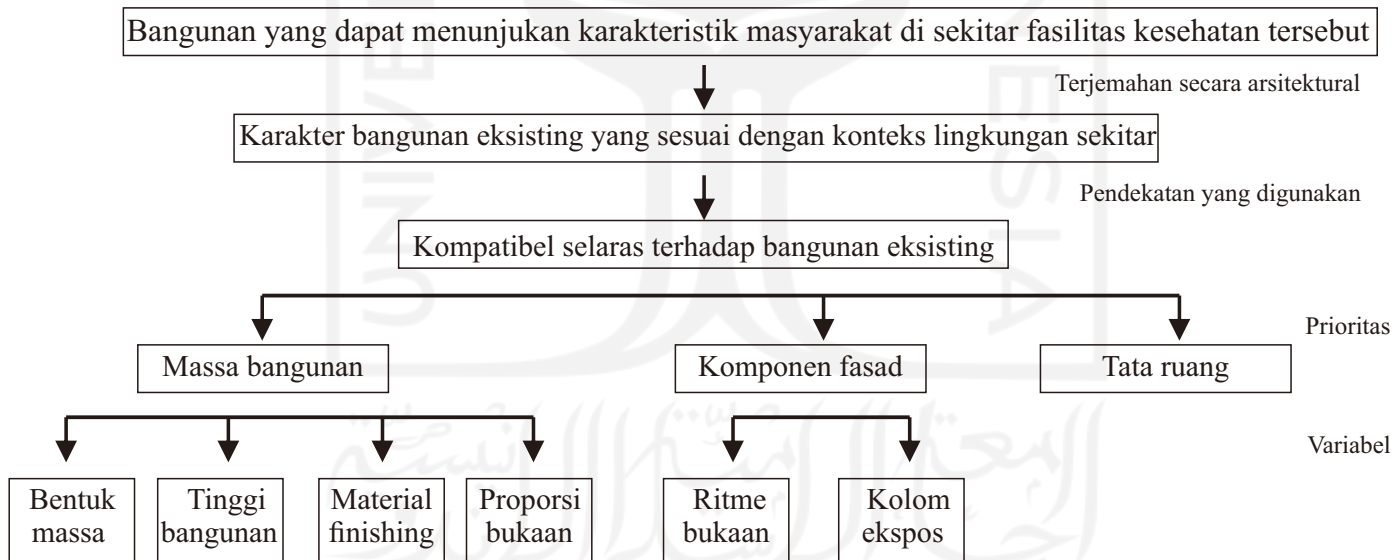 Bangunan yang dapat menunjukan karakteristik masyarakat di sekitar fasilitas kesehatan tersebut
Terjemahan secara arsitektural
Karakter bangunan eksisting yang sesuai dengan konteks lingkungan sekitar
Pendekatan yang digunakan
Kompatibel selaras terhadap bangunan eksisting
Prioritas
Massa bangunan
Komponen fasad
Tata ruang
Variabel
Bentuk
massa
Tinggi
bangunan
Material
finishing
Proporsi
bukaan
Ritme
bukaan
Kolom
ekspos